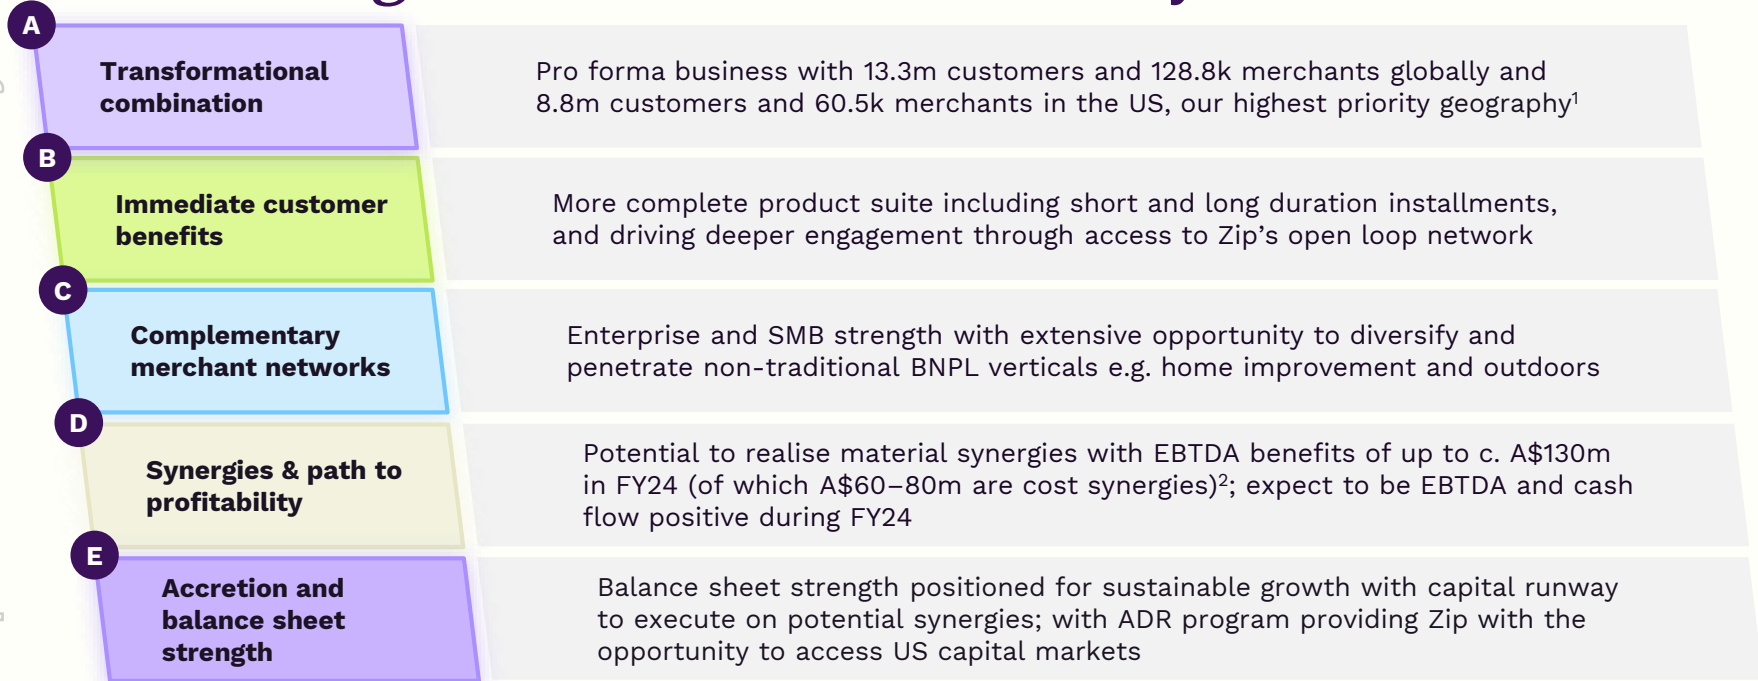 A
Transformational
combination
Pro forma business with 13.3m customers and 128.8k merchants globally and
8.8m customers and 60.5k merchants in the US, our highest priority geography¹
B
Immediate customer
benefits
More complete product suite including short and long duration installments,
and driving deeper engagement through access to Zip’s open loop network
C
Complementary
merchant networks
Enterprise and SMB strength with extensive opportunity to diversify and
penetrate non-traditional BNPL verticals e.g. home improvement and outdoors
D
Synergies & path to
profitability
Potential to realise material synergies with EBTDA benefits of up to c. A$130m
in FY24 (of which A$60–80m are cost synergies)²; expect to be EBTDA and cash
flow positive during FY24
E
Accretion and
balance sheet
strength
Balance sheet strength positioned for sustainable growth with capital runway
to execute on potential synergies; with ADR program providing Zip with the
opportunity to access US capital markets